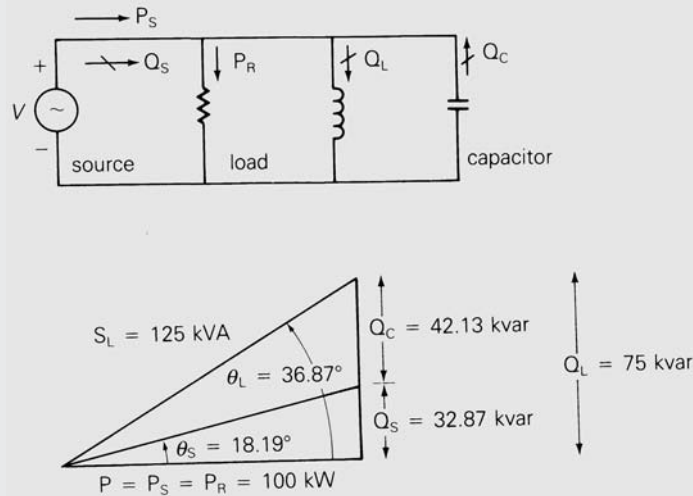 P_S
+
Q_S
P_R
Q_L
Q_C
V
~
−
source
load
capacitor
S_L = 125 kVA
Q_C = 42.13 kvar
Q_L = 75 kvar
θ_L = 36.87°
Q_S = 32.87 kvar
θ_S = 18.19°
P = P_S = P_R = 100 kW